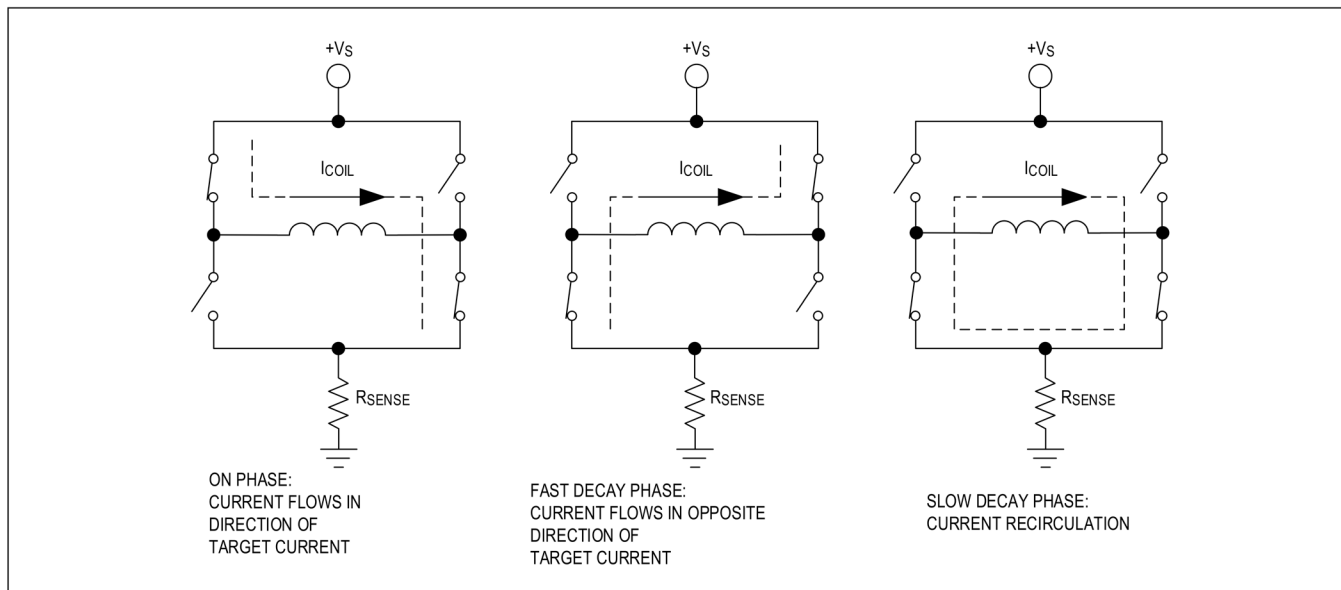 +VS
ICOIL
RSENSE
ON PHASE:
CURRENT FLOWS IN
DIRECTION OF
TARGET CURRENT
+VS
ICOIL
RSENSE
FAST DECAY PHASE:
CURRENT FLOWS IN OPPOSITE
DIRECTION OF
TARGET CURRENT
+VS
ICOIL
RSENSE
SLOW DECAY PHASE:
CURRENT RECIRCULATION